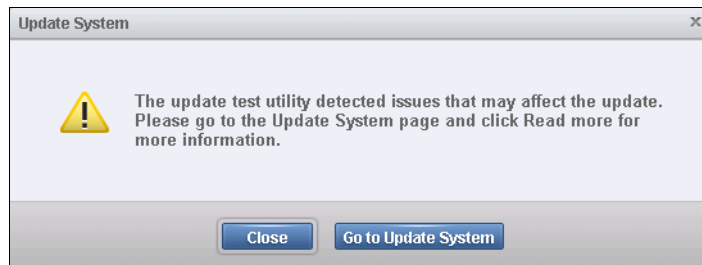 Update System
x
The update test utility detected issues that may affect the update.
Please go to the Update System page and click Read more for
more information.
Close
Go to Update System